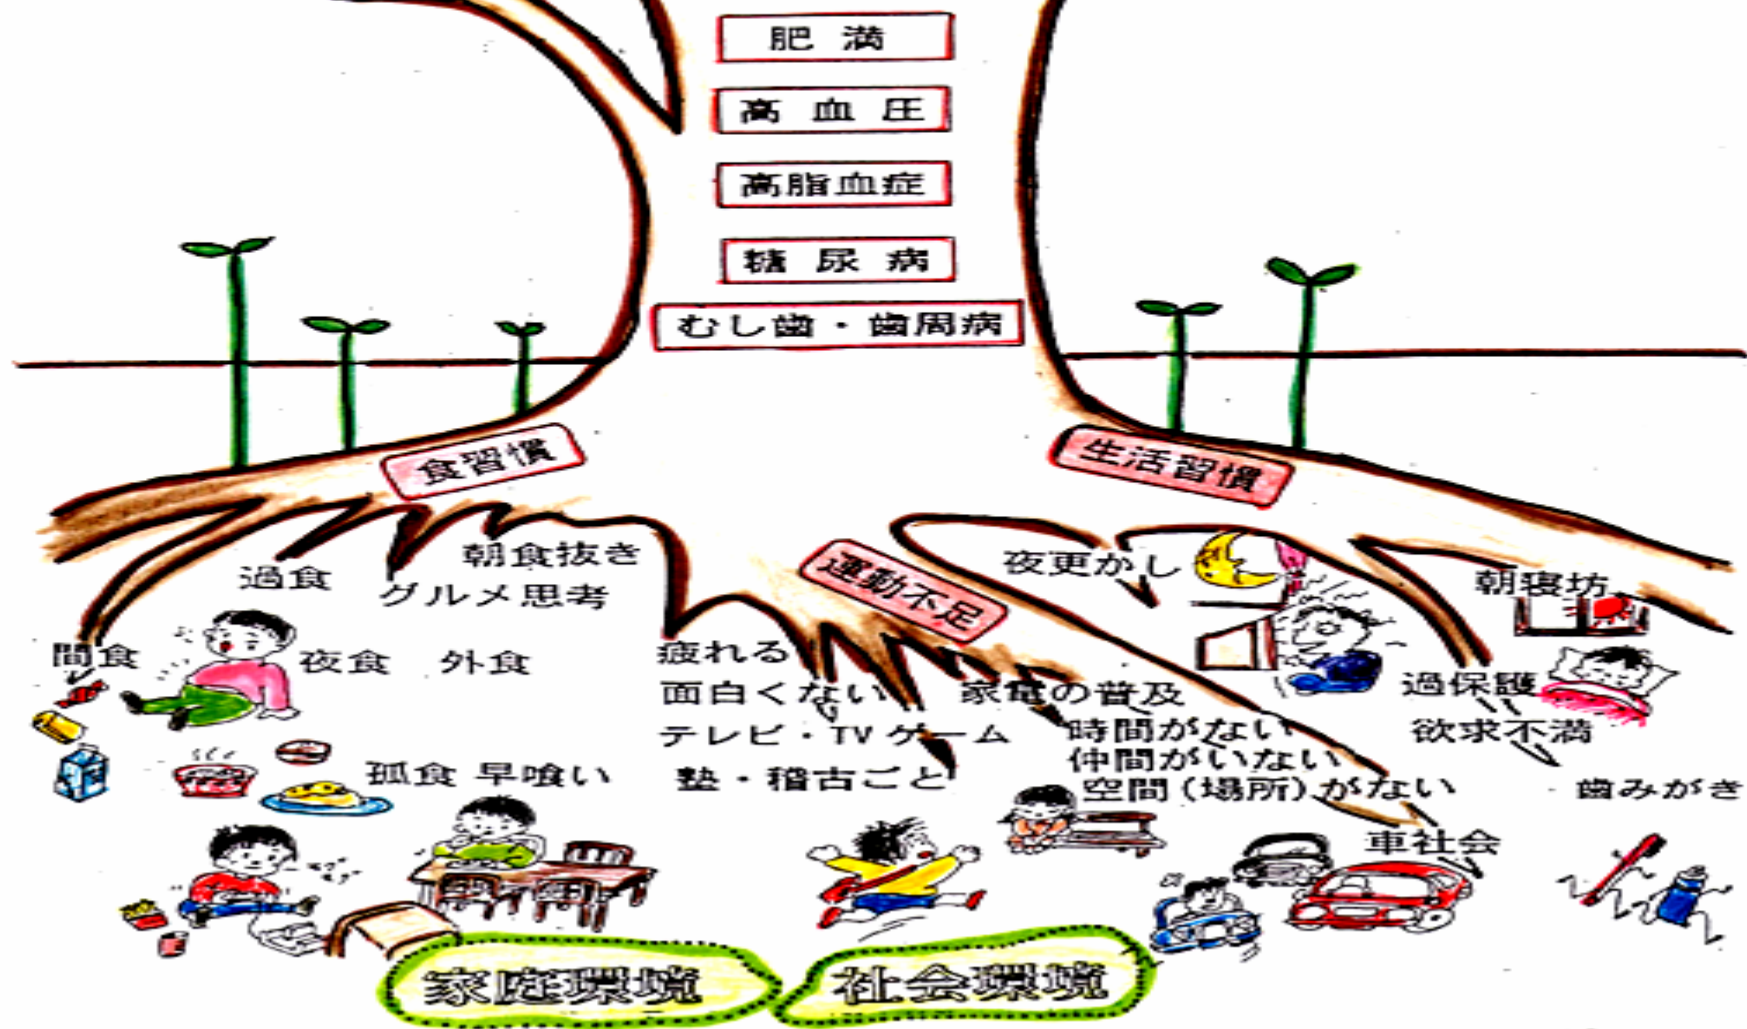 肥満
高血圧
高脂血症
糖尿病
むし歯・歯周病
食習慣
生活習慣
運動不足
朝食抜き
過食
グルメ思考
間食
夜食 外食
孤食 早喰い
疲れる
面白くない
テレビ・TVゲーム
塾・稽古ごと
家電の普及
時間がない
仲間がいない
空間(場所)がない
車社会
夜更かし
朝寝坊
過保護
欲求不満
歯みがき
家庭環境
社会環境